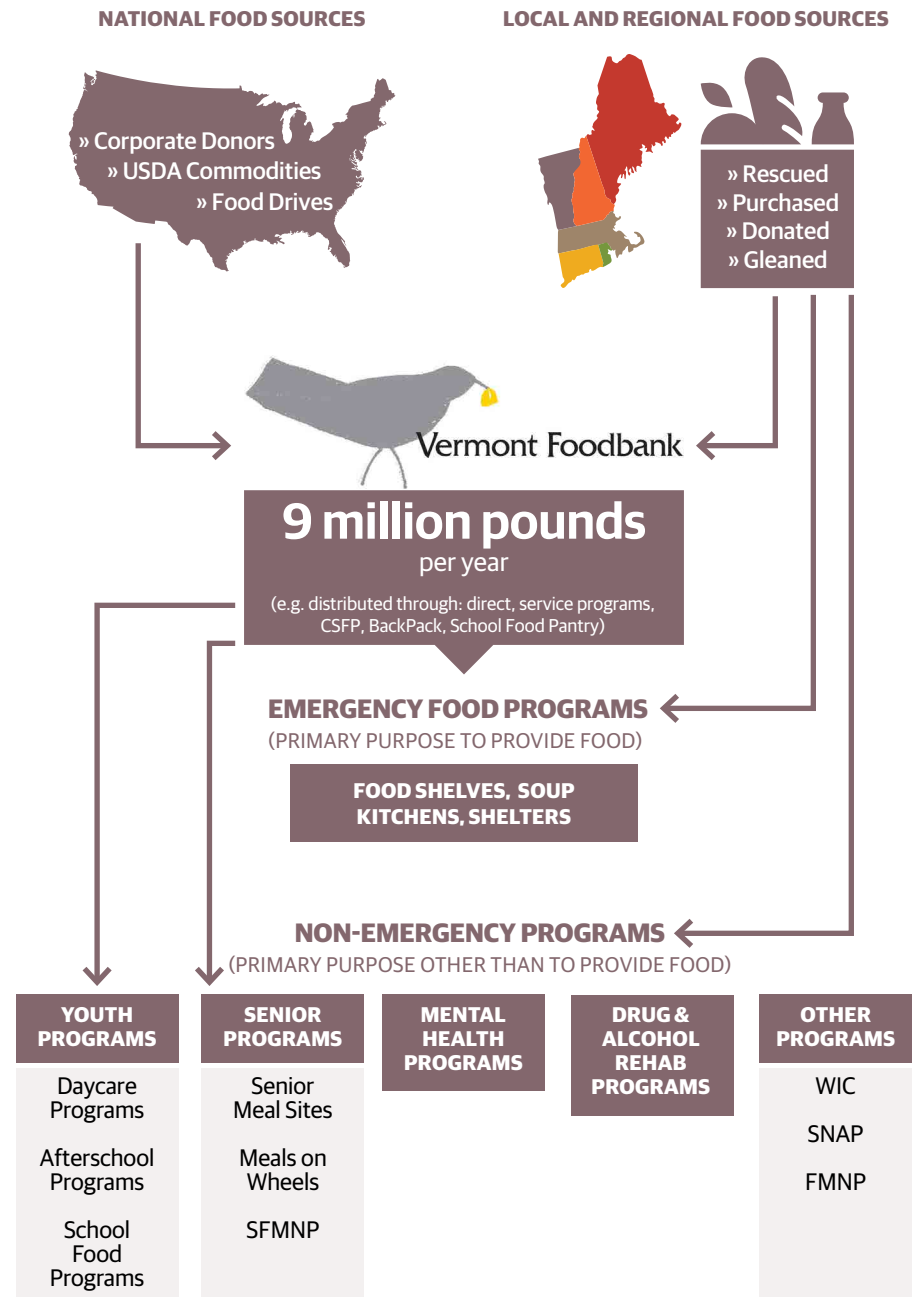 NATIONAL FOOD SOURCES
» Corporate Donors
» USDA Commodities
» Food Drives
LOCAL AND REGIONAL FOOD SOURCES
» Rescued
» Purchased
» Donated
» Gleaned
Vermont Foodbank
9 million pounds
per year
(e.g. distributed through: direct, service programs,
CSFP, BackPack, School Food Pantry)
EMERGENCY FOOD PROGRAMS
(PRIMARY PURPOSE TO PROVIDE FOOD)
FOOD SHELVES, SOUP
KITCHENS, SHELTERS
NON-EMERGENCY PROGRAMS
(PRIMARY PURPOSE OTHER THAN TO PROVIDE FOOD)
YOUTH
PROGRAMS
Daycare
Programs
Afterschool
Programs
School
Food
Programs
SENIOR
PROGRAMS
Senior
Meal Sites
Meals on
Wheels
SFMNP
MENTAL
HEALTH
PROGRAMS
DRUG &
ALCOHOL
REHAB
PROGRAMS
OTHER
PROGRAMS
WIC
SNAP
FMNP